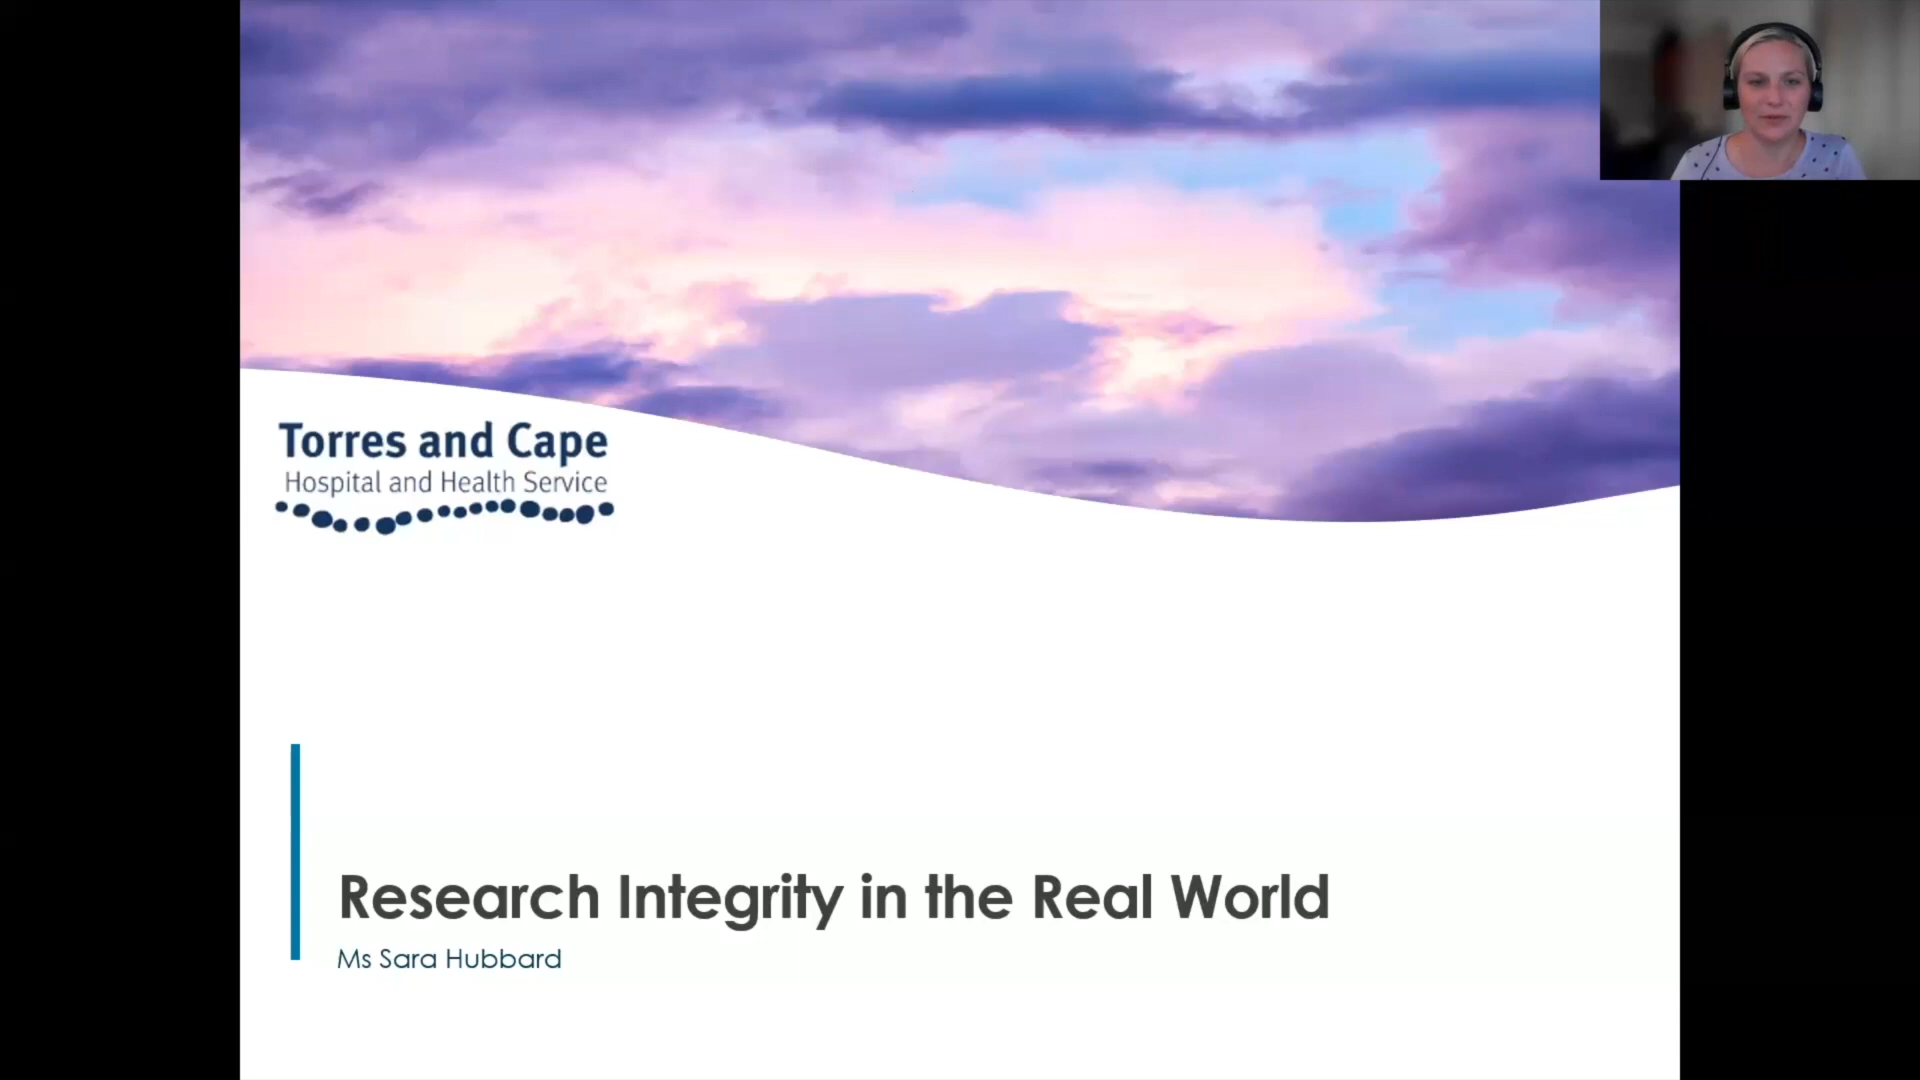 Torres and Cape
Hospital and Health Service
Research Integrity in the Real World
Ms Sara Hubbard